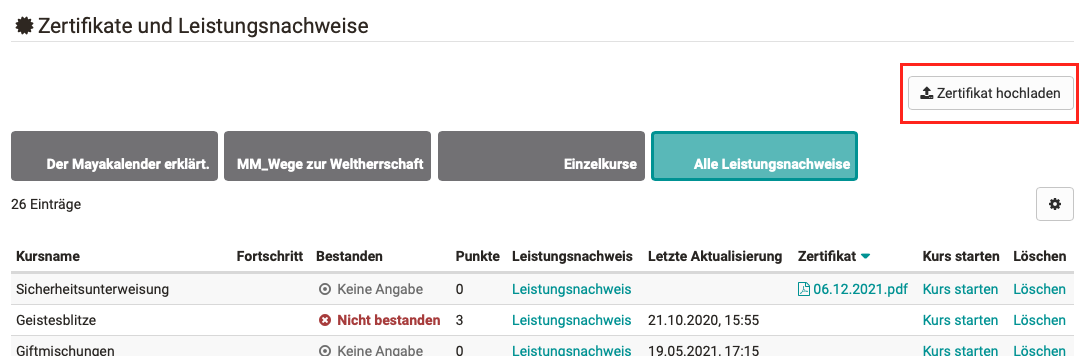 Zertifikate und Leistungsnachweise
Zertifikat hochladen
Der Mayakalender erklärt. MM_Wege zur Weltherrschaft Einzelkurse Alle Leistungsnachweise
26 Einträge
Kursname Fortschritt Bestanden Punkte Leistungsnachweis Letzte Aktualisierung Zertifikat Kurs starten Löschen
Sicherheitsunterweisung Keine Angabe 0 Leistungsnachweis 06.12.2021.pdf Kurs starten Löschen
Geistesblitze Nicht bestanden 3 Leistungsnachweis 21.10.2020, 15:55 Kurs starten Löschen
Giftmischungen Keine Angabe 0 Leistungsnachweis 19.05.2021, 17:15 Kurs starten Löschen